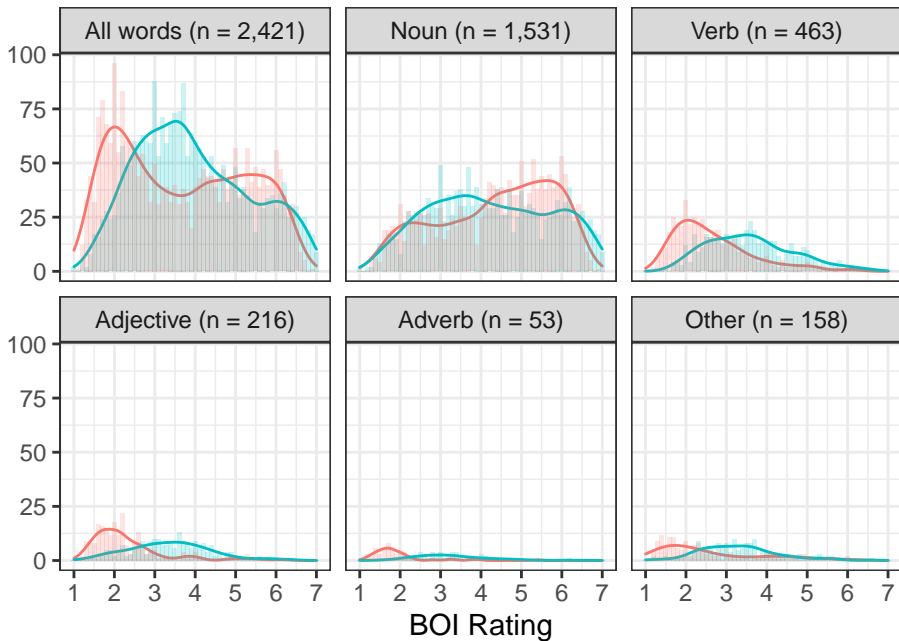 All words (n = 2,421) Noun (n = 1,531) Verb (n = 463)
100
75
50
25
0
Adjective (n = 216) Adverb (n = 53) Other (n = 158)
100
75
50
25
0
1 2 3 4 5 6 7 1 2 3 4 5 6 7 1 2 3 4 5 6 7
BOI Rating